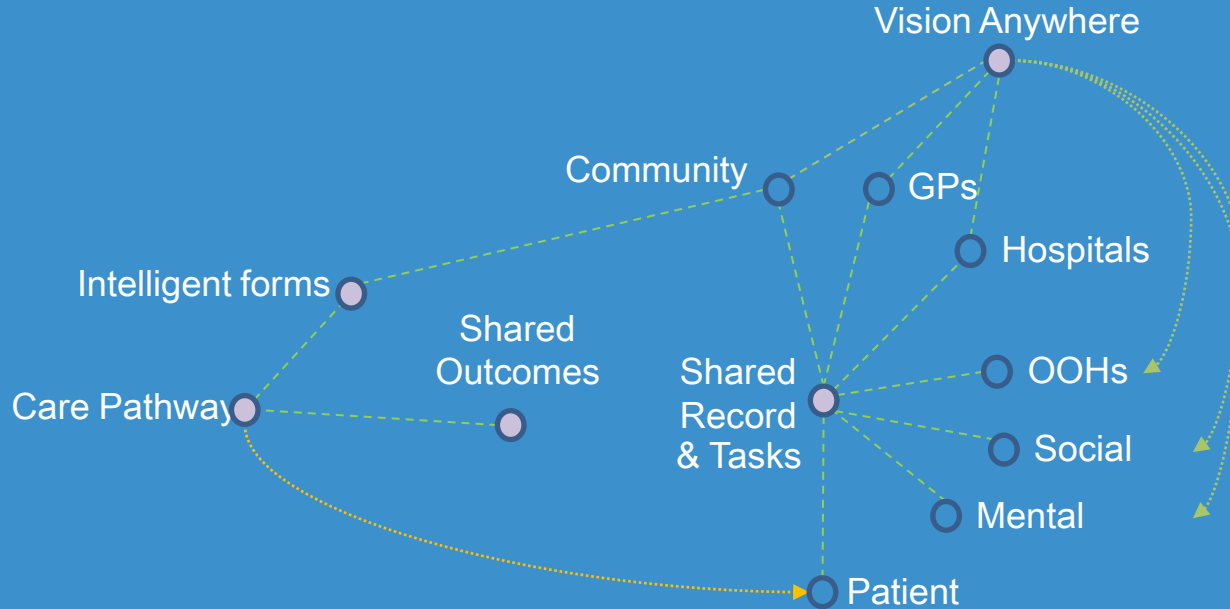 Vision Anywhere
Community
GPs
Hospitals
Intelligent forms
Shared
Outcomes
Care Pathway
Shared
Record
& Tasks
OOHs
Social
Mental
Patient